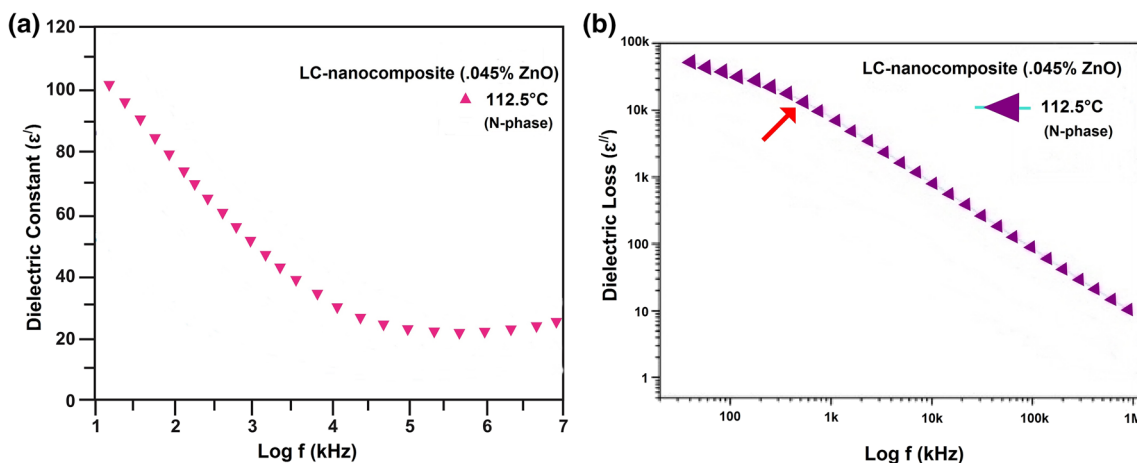 (a)
120
100
80
60
40
20
0
Dielectric Constant (ε/)
LC-nanocomposite (.045% ZnO)
112.5°C
(N-phase)
1 2 3 4 5 6 7
Log f (kHz)
(b)
100k
10k
1k
100
10
1
Dielectric Loss (ε//)
LC-nanocomposite (.045% ZnO)
112.5°C
(N-phase)
100 1k 10k 100k 1M
Log f (kHz)